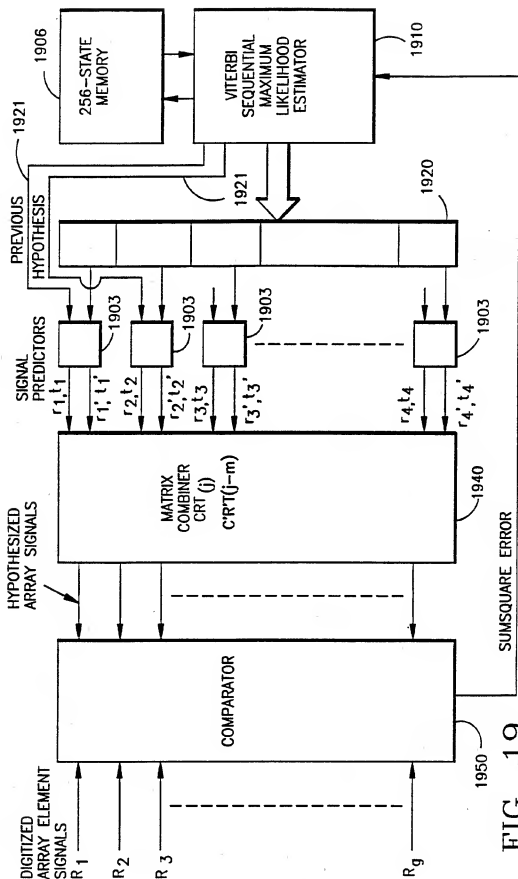 1906
256-STATE
MEMORY
1921
VITERBI
SEQUENTIAL
MAXIMUM
LIKELIHOOD
ESTIMATOR
1910
PREVIOUS
HYPOTHESIS
1921
1920
SIGNAL
PREDICTORS
1903
1903
1903
1903
r1,t1
r1',t1'
r2,t2
r2',t2'
r3,t3
r3',t3'
r4,t4
r4',t4'
MATRIX
COMBINER
CRT(j)
C'R'T(j-m)
1940
HYPOTHESIZED
ARRAY SIGNALS
COMPARATOR
1950
SUMSQUARE ERROR
DIGITIZED
ARRAY ELEMENT
SIGNALS
R1
R2
R3
Rg
FIG. 19